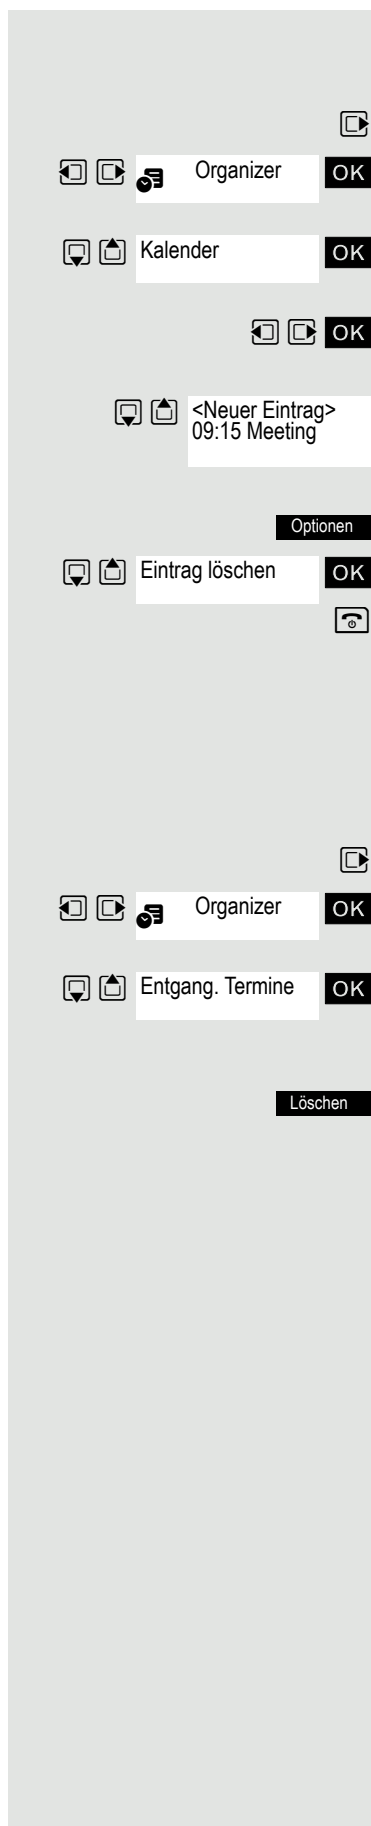 Organizer OK
Kalender OK
OK
<Neuer Eintrag>
09:15 Meeting
Optionen
Eintrag löschen OK
Organizer OK
Entgang. Termine OK
Löschen